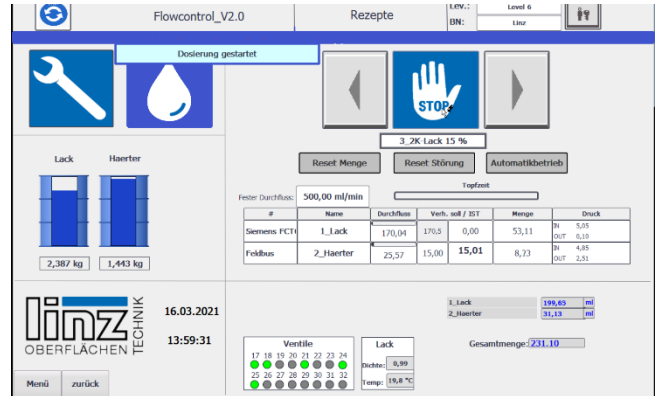 Flowcontrol_V2.0
Rezepte
Lev.: Level 6
BN: Linz
Dosierung gestartet
STOP
3_2K-Lack 15 %
Lack Haerter
Reset Menge Reset Störung Automatikbetrieb
Topfzeit
Fester Durchfluss: 500,00 ml/min
# Name Durchfluss Verh. soll / IST Menge Druck
Siemens FCT( 1_Lack 170,04 170,5 0,00 53,11 IN 5,05
OUT 0,10
Feldbus 2_Haerter 25,57 15,00 15,01 8,23 IN 4,85
OUT 2,51
2,387 kg 1,443 kg
linz
OBERFLÄCHEN TECHNIK
16.03.2021
13:59:31
1_Lack 199,65 ml
2_Haerter 31,13 ml
Gesamtmenge: 231.10
Ventile
17 18 19 20 21 22 23 24
25 26 27 28 29 30 31 32
Lack
Dichte: 0,99
Temp: 19,8 °C
Menü zurück